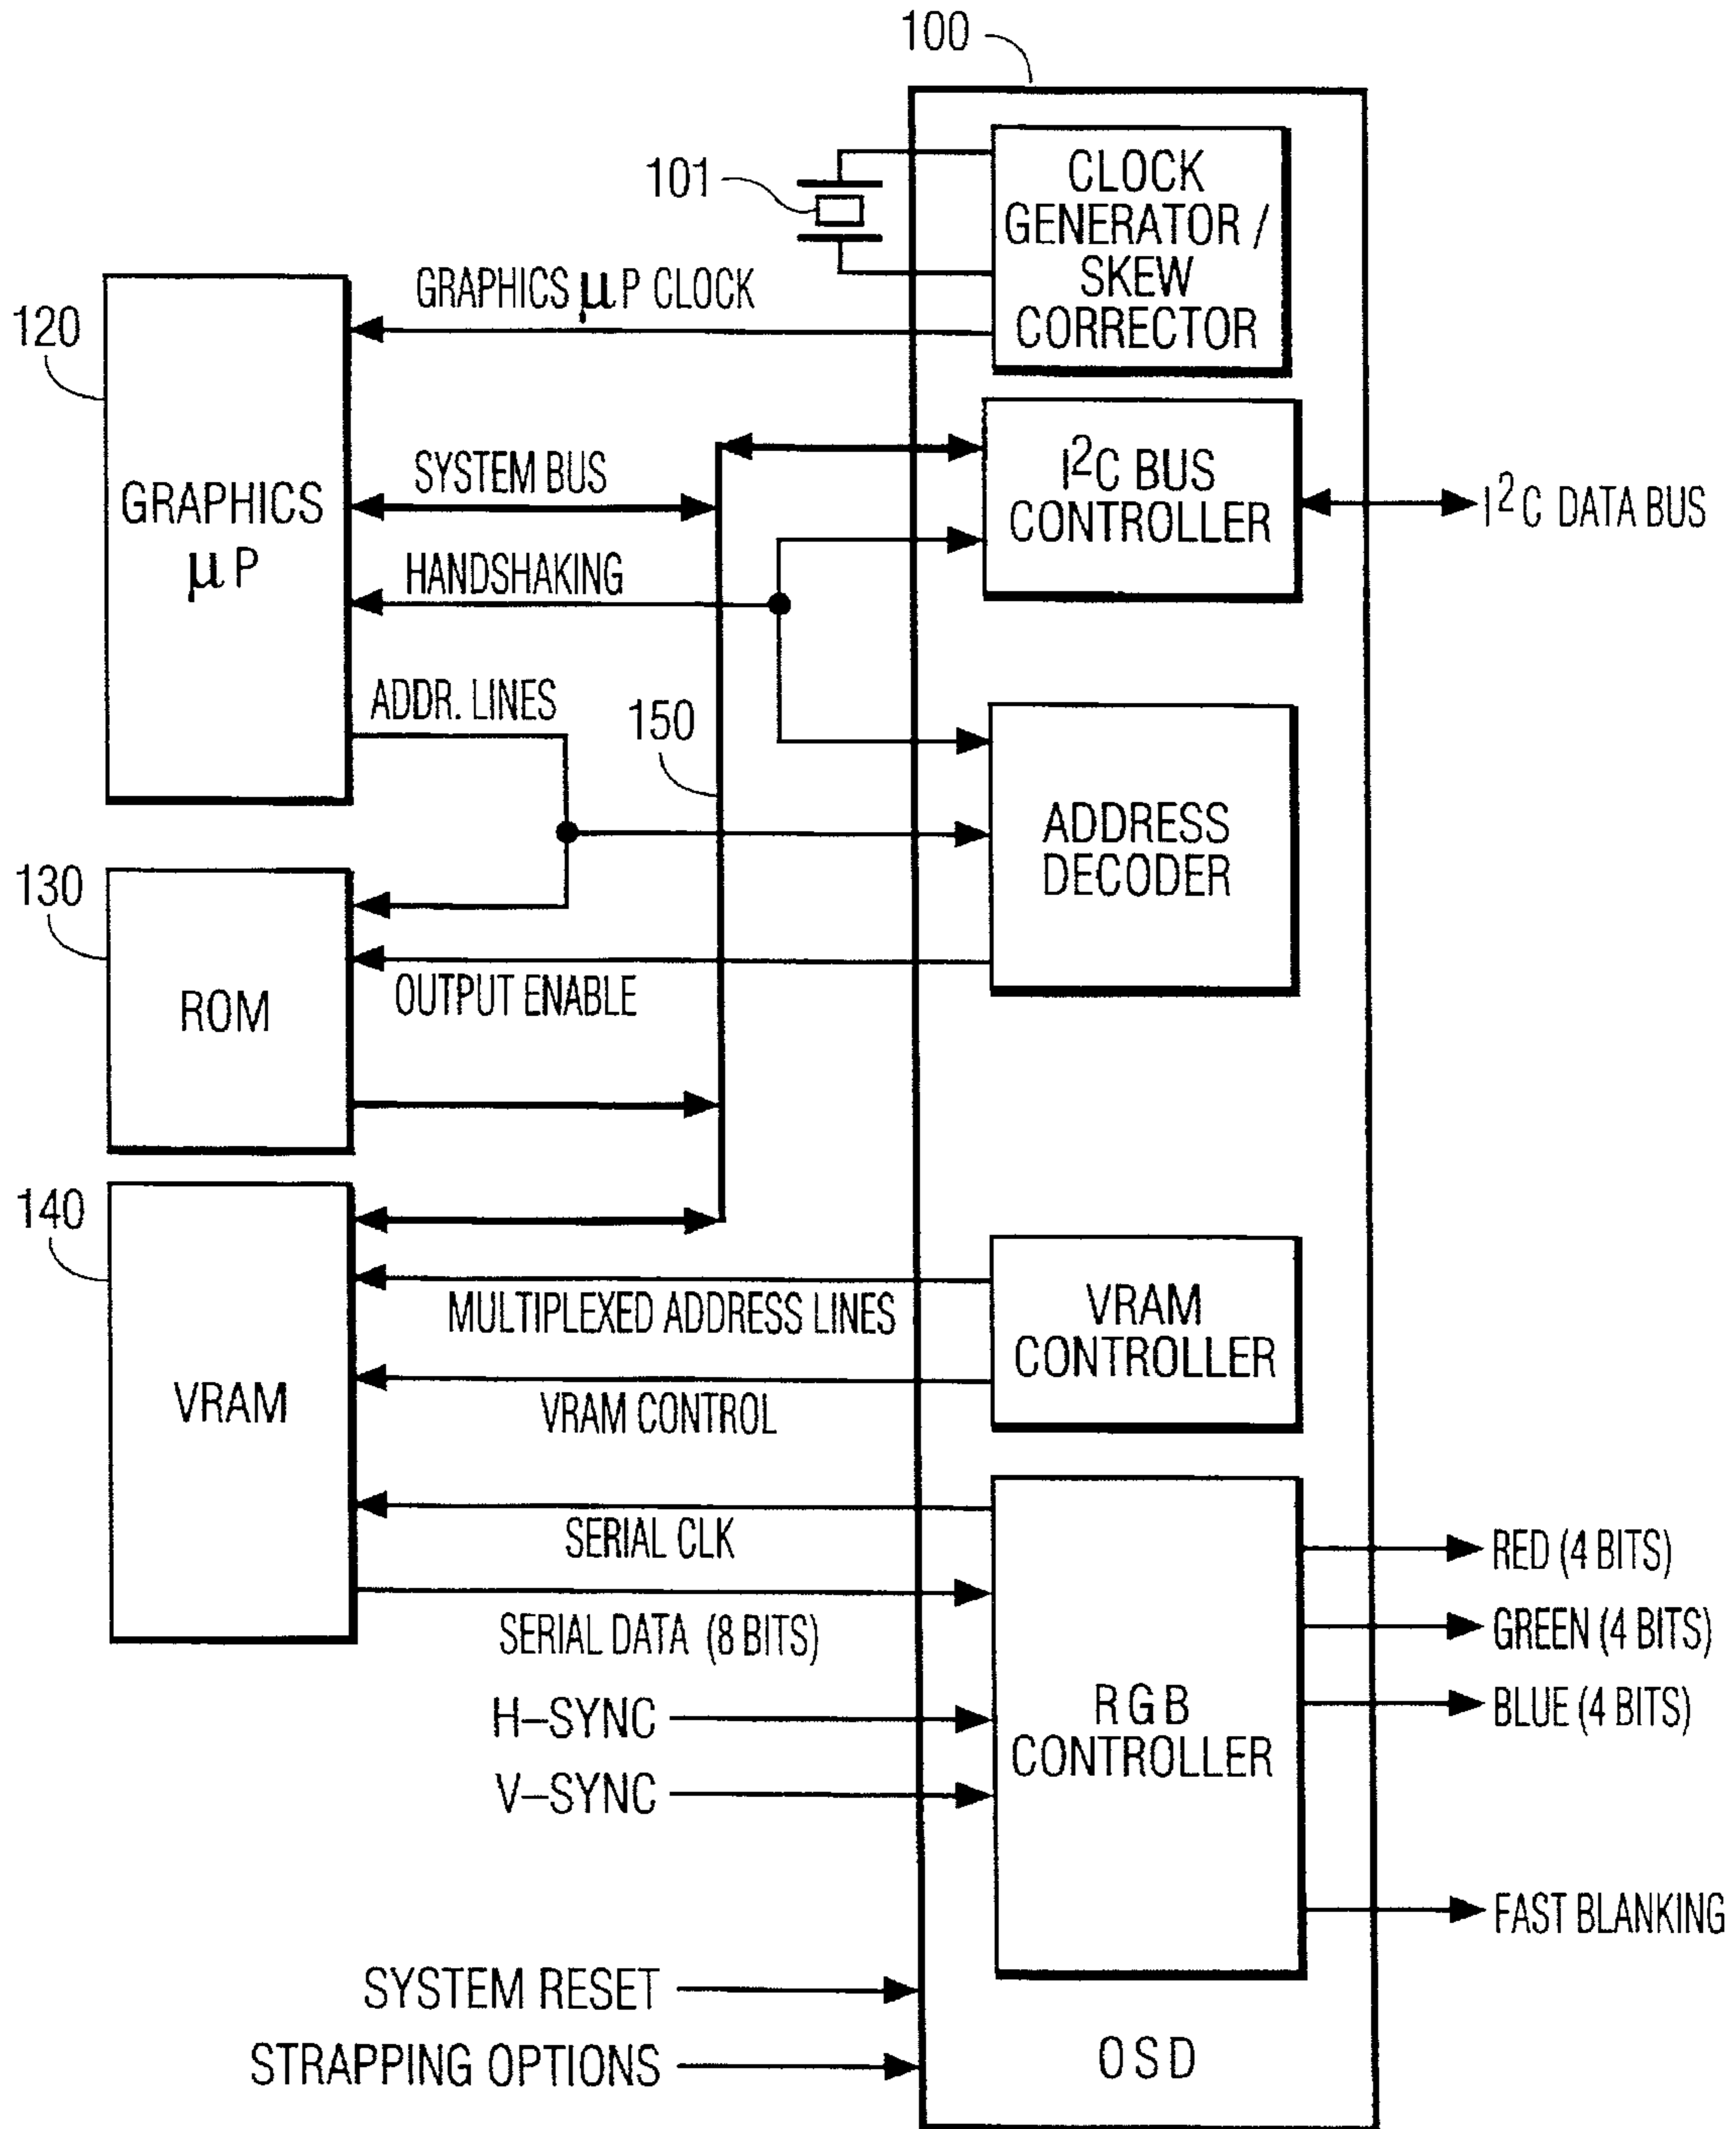 100
101
CLOCK
GENERATOR /
SKEW
CORRECTOR
GRAPHICS μP CLOCK
120
GRAPHICS
μP
SYSTEM BUS
I²C BUS
CONTROLLER
I²C DATA BUS
HANDSHAKING
ADDR. LINES
150
ADDRESS
DECODER
130
ROM
OUTPUT ENABLE
140
VRAM
MULTIPLEXED ADDRESS LINES
VRAM
CONTROLLER
VRAM CONTROL
SERIAL CLK
SERIAL DATA (8 BITS)
RED (4 BITS)
GREEN (4 BITS)
BLUE (4 BITS)
H–SYNC
RGB
CONTROLLER
V–SYNC
FAST BLANKING
SYSTEM RESET
STRAPPING OPTIONS
OSD